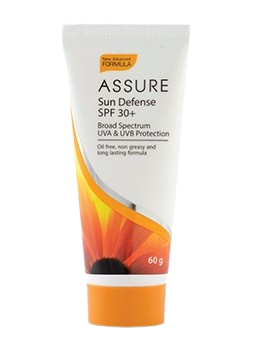 New Advanced
FORMULA
ASSURE
Sun Defense
SPF 30+
Broad Spectrum
UVA & UVB Protection
Oil free, non greasy and
long lasting formula
60 g